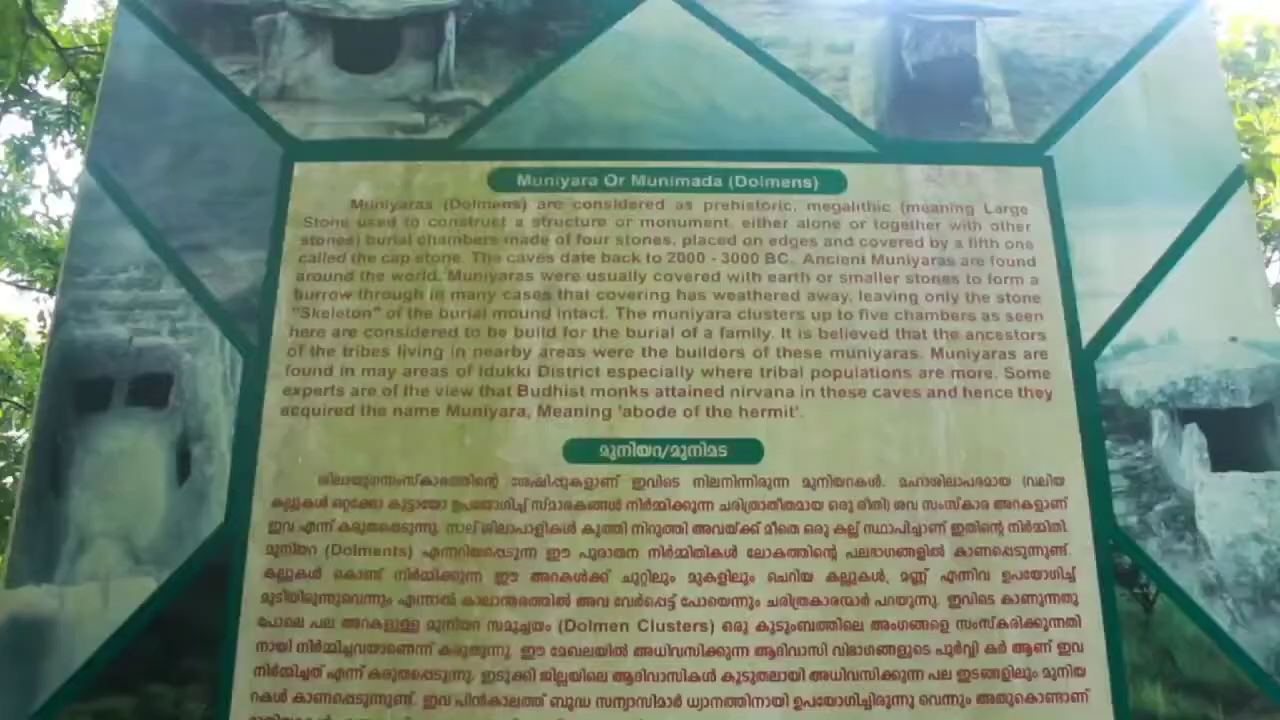 Muniyara Or Munimada (Dolmens)
Muniyaras (Dolmens) are considered as prehistoric, megalithic (meaning Large
Stone used to construct a structure or monument, either alone or together with other
stones) burial chambers made of four stones, placed on edges and covered by a fifth one
called the cap stone. The caves date back to 2000 - 3000 BC. Ancient Muniyaras are found
around the world. Muniyaras were usually covered with earth or smaller stones to form a
burrow through in many cases that covering has weathered away, leaving only the stone
"Skeleton" of the burial mound intact. The muniyara clusters up to five chambers as seen
here are considered to be build for the burial of a family. It is believed that the ancestors
of the tribes living in nearby areas were the builders of these muniyaras. Muniyaras are
found in may areas of Idukki District especially where tribal populations are more. Some
experts are of the view that Budhist monks attained nirvana in these caves and hence they
acquired the name Muniyara, Meaning 'abode of the hermit'.
മുനിയറ/മുനിമട
ശിലായുഗസംസ്കാരത്തിന്റെ ശേഷിപ്പുകളാണ് ഇവിടെ നിലനിന്നിരുന്ന മുനിയറകൾ. മഹാശിലാപരമായ (വലിയ
കല്ലുകൾ ഒറ്റക്കോ കൂട്ടായോ ഉപയോഗിച്ച് സ്മാരകങ്ങൾ നിർമ്മിക്കുന്ന ചരിത്രാതീതമായ ഒരു രീതി) ശവ സംസ്കാര അറകളാണ്
ഇവ എന്ന് കരുതപ്പെടുന്നു. നാല് ശിലാപാളികൾ കുത്തി നിറുത്തി അവയ്ക്ക് മീതെ ഒരു കല്ല് സ്ഥാപിച്ചാണ് ഇതിന്റെ നിർമ്മിതി.
മുനിയറ (Dolments) എന്നറിയപ്പെടുന്ന ഈ പുരാതന നിർമ്മിതികൾ ലോകത്തിന്റെ പലഭാഗങ്ങളിൽ കാണപ്പെടുന്നുണ്ട്.
കല്ലുകൾ കൊണ്ട് നിർമ്മിക്കുന്ന ഈ അറകൾക്ക് ചുറ്റിലും മുകളിലും ചെറിയ കല്ലുകൾ, മണ്ണ് എന്നിവ ഉപയോഗിച്ച്
മൂടിയിരുന്നുവെന്നും എന്നാൽ കാലാന്തരത്തിൽ അവ വേർപ്പെട്ട് പോയെന്നും ചരിത്രകാരന്മാർ പറയുന്നു. ഇവിടെ കാണുന്നതു
പോലെ പല അറകളുള്ള മുനിയറ സമുച്ചയം (Dolmen Clusters) ഒരു കുടുംബത്തിലെ അംഗങ്ങളെ സംസ്കരിക്കുന്നതി
നായി നിർമ്മിച്ചവയാണെന്ന് കരുതുന്നു. ഈ മേഖലയിൽ അധിവസിക്കുന്ന ആദിവാസി വിഭാഗങ്ങളുടെ പൂർവ്വി കർ ആണ് ഇവ
നിർമ്മിച്ചത് എന്ന് കരുതപ്പെടുന്നു. ഇടുക്കി ജില്ലയിലെ ആദിവാസികൾ കൂടുതലായി അധിവസിക്കുന്ന പല ഇടങ്ങളിലും മുനിയ
റകൾ കാണപ്പെടുന്നുണ്ട്. ഇവ പിൻകാലത്ത് ബുദ്ധ സന്യാസിമാർ ധ്യാനത്തിനായി ഉപയോഗിച്ചിരുന്നു വെന്നും അതുകൊണ്ടാണ്